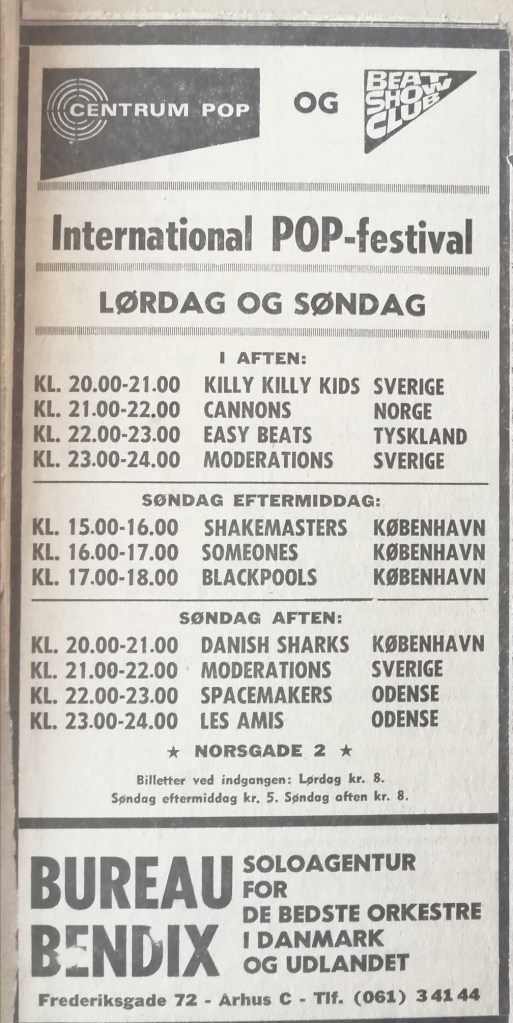 CENTRUM POP
OG
BEAT SHOW CLUB
International POP-festival
LØRDAG OG SØNDAG
I AFTEN:
KL. 20.00-21.00 KILLY KILLY KIDS SVERIGE
KL. 21.00-22.00 CANNONS NORGE
KL. 22.00-23.00 EASY BEATS TYSKLAND
KL. 23.00-24.00 MODERATIONS SVERIGE
SØNDAG EFTERMIDDAG:
KL. 15.00-16.00 SHAKEMASTERS KØBENHAVN
KL. 16.00-17.00 SOMEONES KØBENHAVN
KL. 17.00-18.00 BLACKPOOLS KØBENHAVN
SØNDAG AFTEN:
KL. 20.00-21.00 DANISH SHARKS KØBENHAVN
KL. 21.00-22.00 MODERATIONS SVERIGE
KL. 22.00-23.00 SPACEMAKERS ODENSE
KL. 23.00-24.00 LES AMIS ODENSE
★ NORSGADE 2 ★
Billetter ved indgangen: Lørdag kr. 8.
Søndag eftermiddag kr. 5. Søndag aften kr. 8.
BUREAU BENDIX
SOLOAGENTUR
FOR
DE BEDSTE ORKESTRE
I DANMARK
OG UDLANDET
Frederiksgade 72 - Arhus C - Tlf. (061) 3 41 44